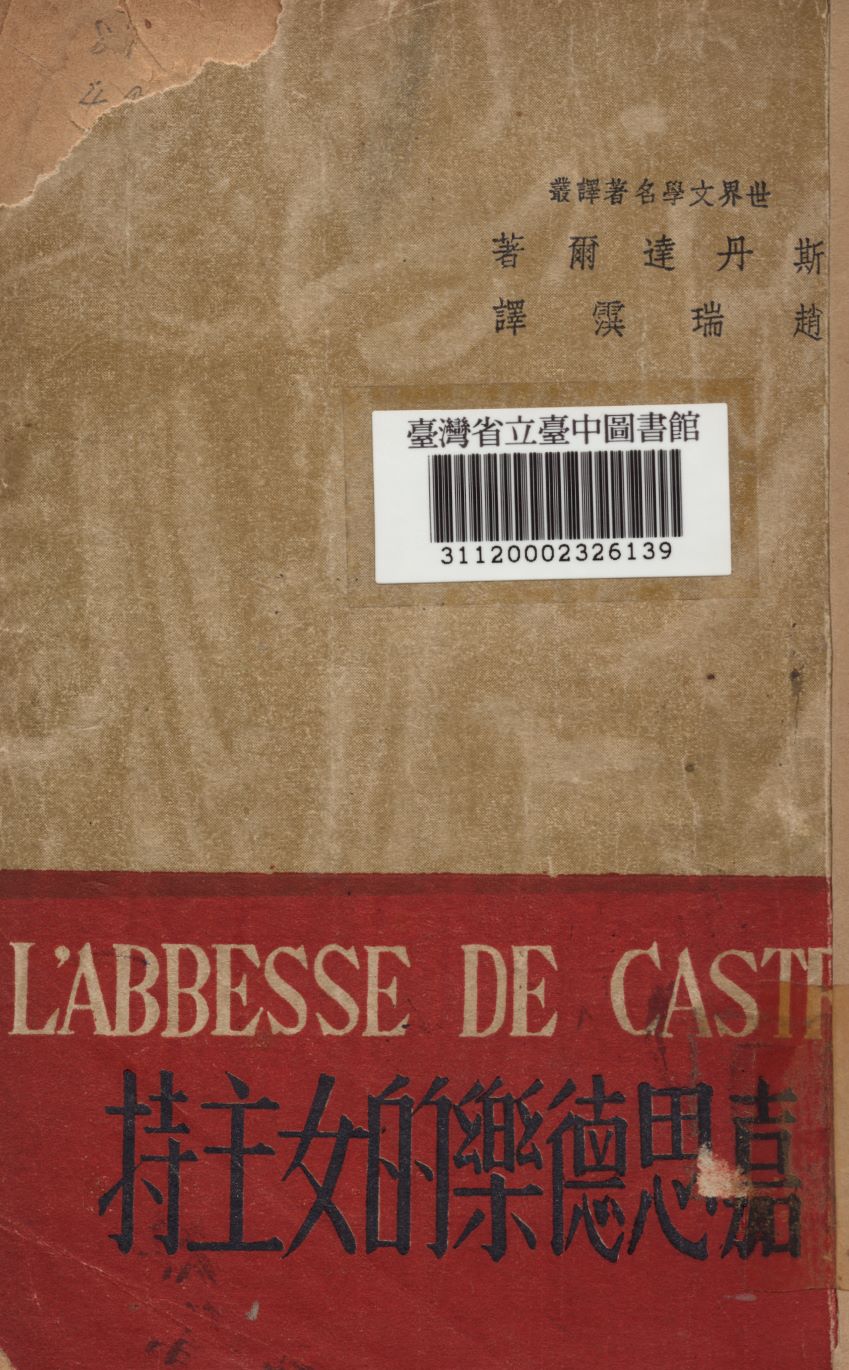 世界文學名著譯叢
斯丹達爾著
趙瑞霟譯
臺灣省立臺中圖書館
31120002326139
L'ABBESSE DE CAST
嘉思德樂的女主持